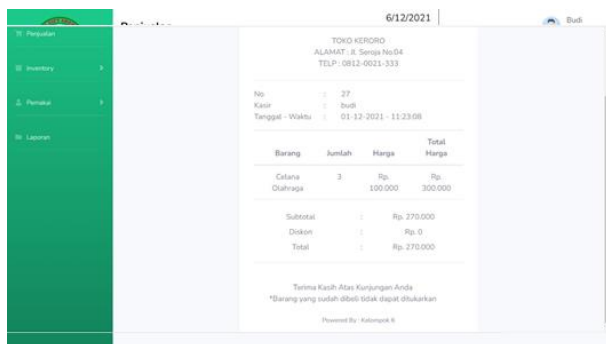 6/12/2021
Budi
Penjualan
Inventory
Pemakai
Laporan
TOKO KERORO
ALAMAT : Jl. Seroja No.04
TELP : 0812-0021-333
No : 27
Kasir : budi
Tanggal - Waktu : 01-12-2021 - 11:23:08
Barang Jumlah Harga Total Harga
Celana Olahraga 3 Rp. 100.000 Rp. 300.000
Subtotal : Rp. 270.000
Diskon : Rp. 0
Total : Rp. 270.000
Terima Kasih Atas Kunjungan Anda
*Barang yang sudah dibeli tidak dapat ditukarkan
Powered By : Kelompok 6